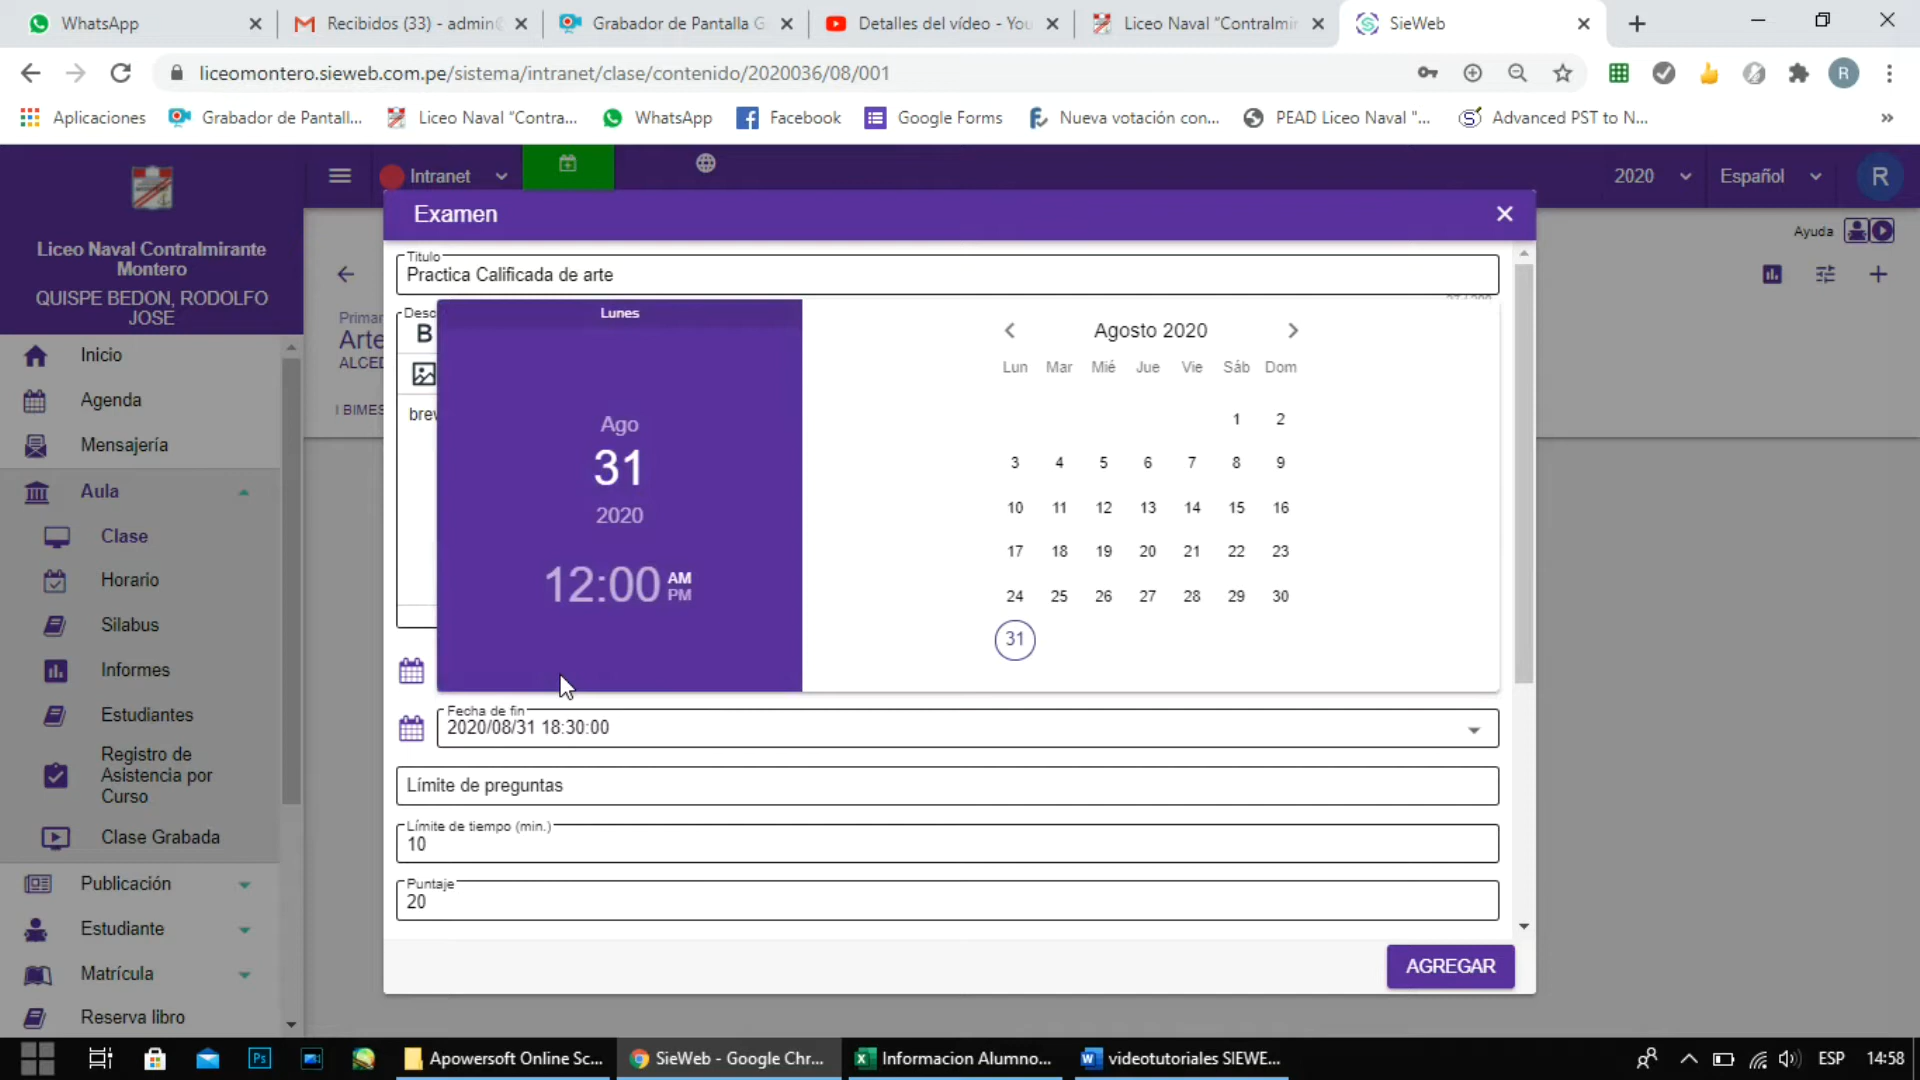 WhatsApp
Recibidos (33) - admin@
Grabador de Pantalla G
Detalles del vídeo - You
Liceo Naval "Contralmir
SieWeb
liceomontero.sieweb.com.pe/sistema/intranet/clase/contenido/2020036/08/001
R
Aplicaciones
Grabador de Pantall...
Liceo Naval "Contra...
WhatsApp
Facebook
Google Forms
Nueva votación con...
PEAD Liceo Naval "...
Advanced PST to N...
»
Intranet
2020
Español
R
Liceo Naval Contralmirante
Montero
QUISPE BEDON, RODOLFO
JOSE
Inicio
Agenda
Mensajería
Aula
Clase
Horario
Silabus
Informes
Estudiantes
Registro de
Asistencia por
Curso
Clase Grabada
Publicación
Estudiante
Matrícula
Reserva libro
Ayuda
Primar
Arte
ALCED
I BIMES
Examen
Título
Practica Calificada de arte
Desc
B
brev
Lunes
Ago
31
2020
12:00 AM
PM
Agosto 2020
Lun Mar Mié Jue Vie Sáb Dom
1 2
3 4 5 6 7 8 9
10 11 12 13 14 15 16
17 18 19 20 21 22 23
24 25 26 27 28 29 30
31
Fecha de fin
2020/08/31 18:30:00
Límite de preguntas
Límite de tiempo (min.)
10
Puntaje
20
AGREGAR
Ps
Apowersoft Online Sc...
SieWeb - Google Chr...
Informacion Alumno...
videotutoriales SIEWE...
ESP
14:58